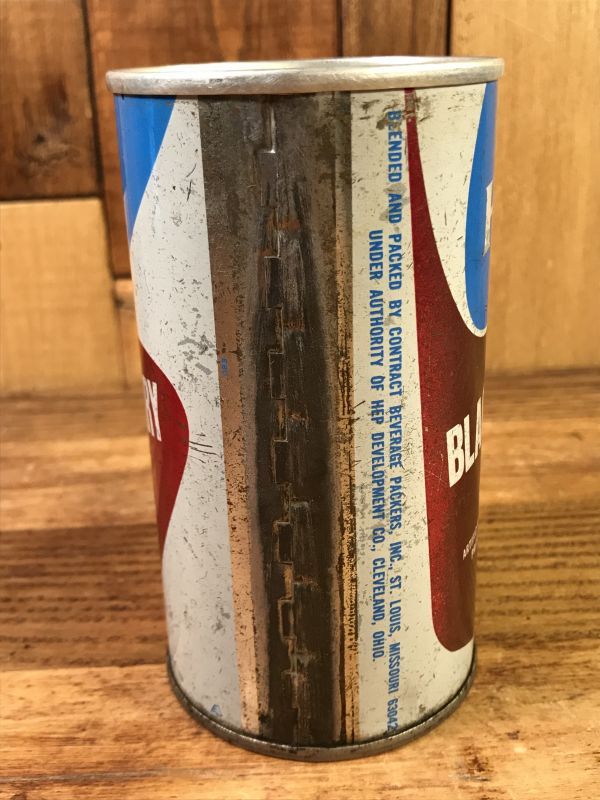 BLENDED AND PACKED BY CONTRACT BEVERAGE PACKERS, INC., ST. LOUIS, MISSOURI 63042
UNDER AUTHORITY OF HEP DEVELOPMENT CO., CLEVELAND, OHIO.
RY
H
BLA